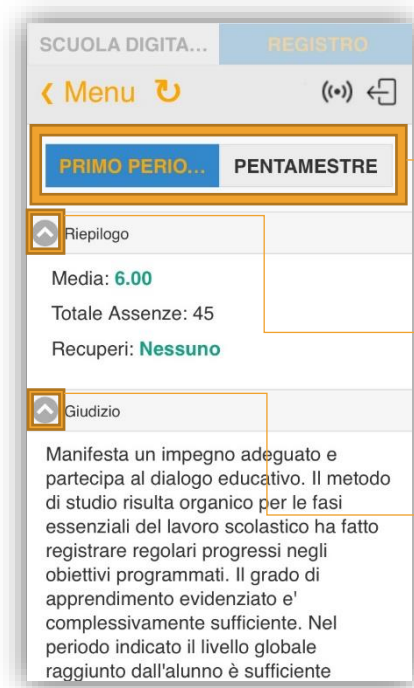 SCUOLA DIGITA... REGISTRO
Menu
PRIMO PERIO... PENTAMESTRE
Riepilogo
Media: 6.00
Totale Assenze: 45
Recuperi: Nessuno
Giudizio
Manifesta un impegno adeguato e
partecipa al dialogo educativo. Il metodo
di studio risulta organico per le fasi
essenziali del lavoro scolastico ha fatto
registrare regolari progressi negli
obiettivi programmati. Il grado di
apprendimento evidenziato e'
complessivamente sufficiente. Nel
periodo indicato il livello globale
raggiunto dall'alunno è sufficiente